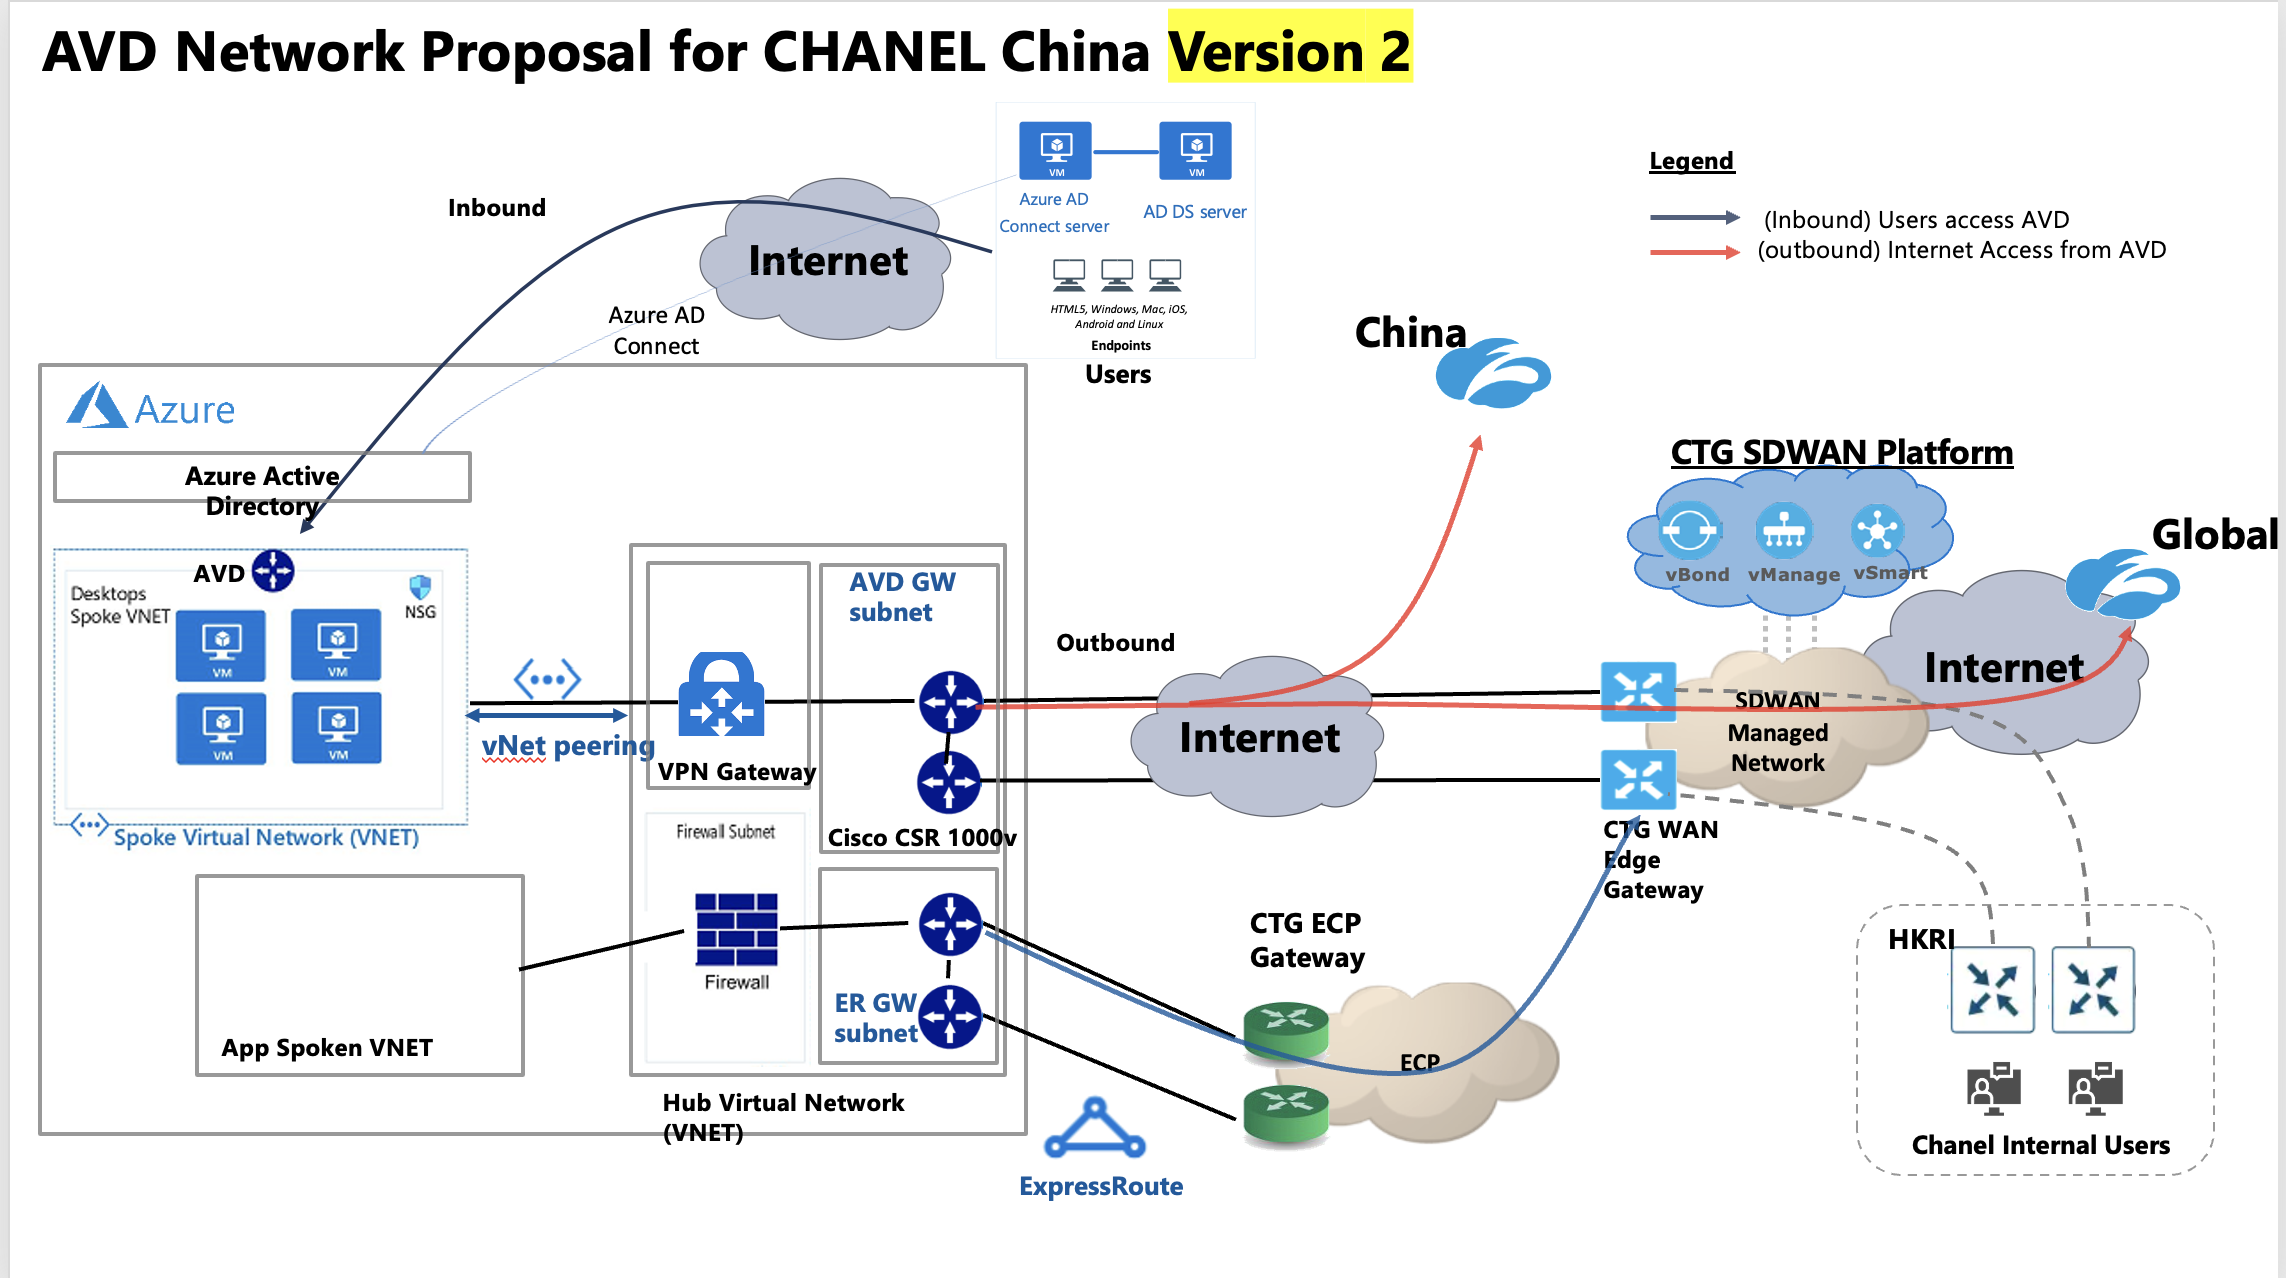 AVD Network Proposal for CHANEL China Version 2
VM
VM
Azure AD
Connect server
AD DS server
HTML5, Windows, Mac, iOS,
Android and Linux
Endpoints
Users
Legend
(Inbound) Users access AVD
(outbound) Internet Access from AVD
Inbound
Internet
Azure AD
Connect
China
Azure
Azure Active
Directory
AVD
Desktops
Spoke VNET
NSG
VM
VM
VM
VM
Spoke Virtual Network (VNET)
vNet peering
VPN Gateway
AVD GW
subnet
Cisco CSR 1000v
Firewall Subnet
Firewall
ER GW
subnet
App Spoken VNET
Hub Virtual Network
(VNET)
Outbound
Internet
CTG SDWAN Platform
vBond
vManage
vSmart
Global
Internet
SDWAN
Managed
Network
CTG WAN
Edge
Gateway
CTG ECP
Gateway
ECP
ExpressRoute
HKRI
Chanel Internal Users